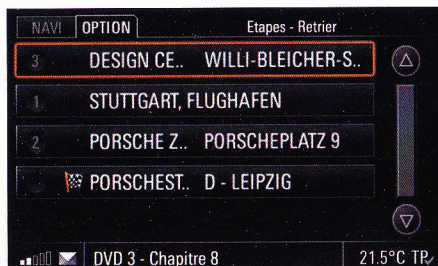 NAVI OPTION Etapes - Retrier
3 DESIGN CE.. WILLI-BLEICHER-S..
1 STUTTGART, FLUGHAFEN
2 PORSCHE Z.. PORSCHEPLATZ 9
PORSCHEST.. D - LEIPZIG
DVD 3 - Chapitre 8 21.5°C TP